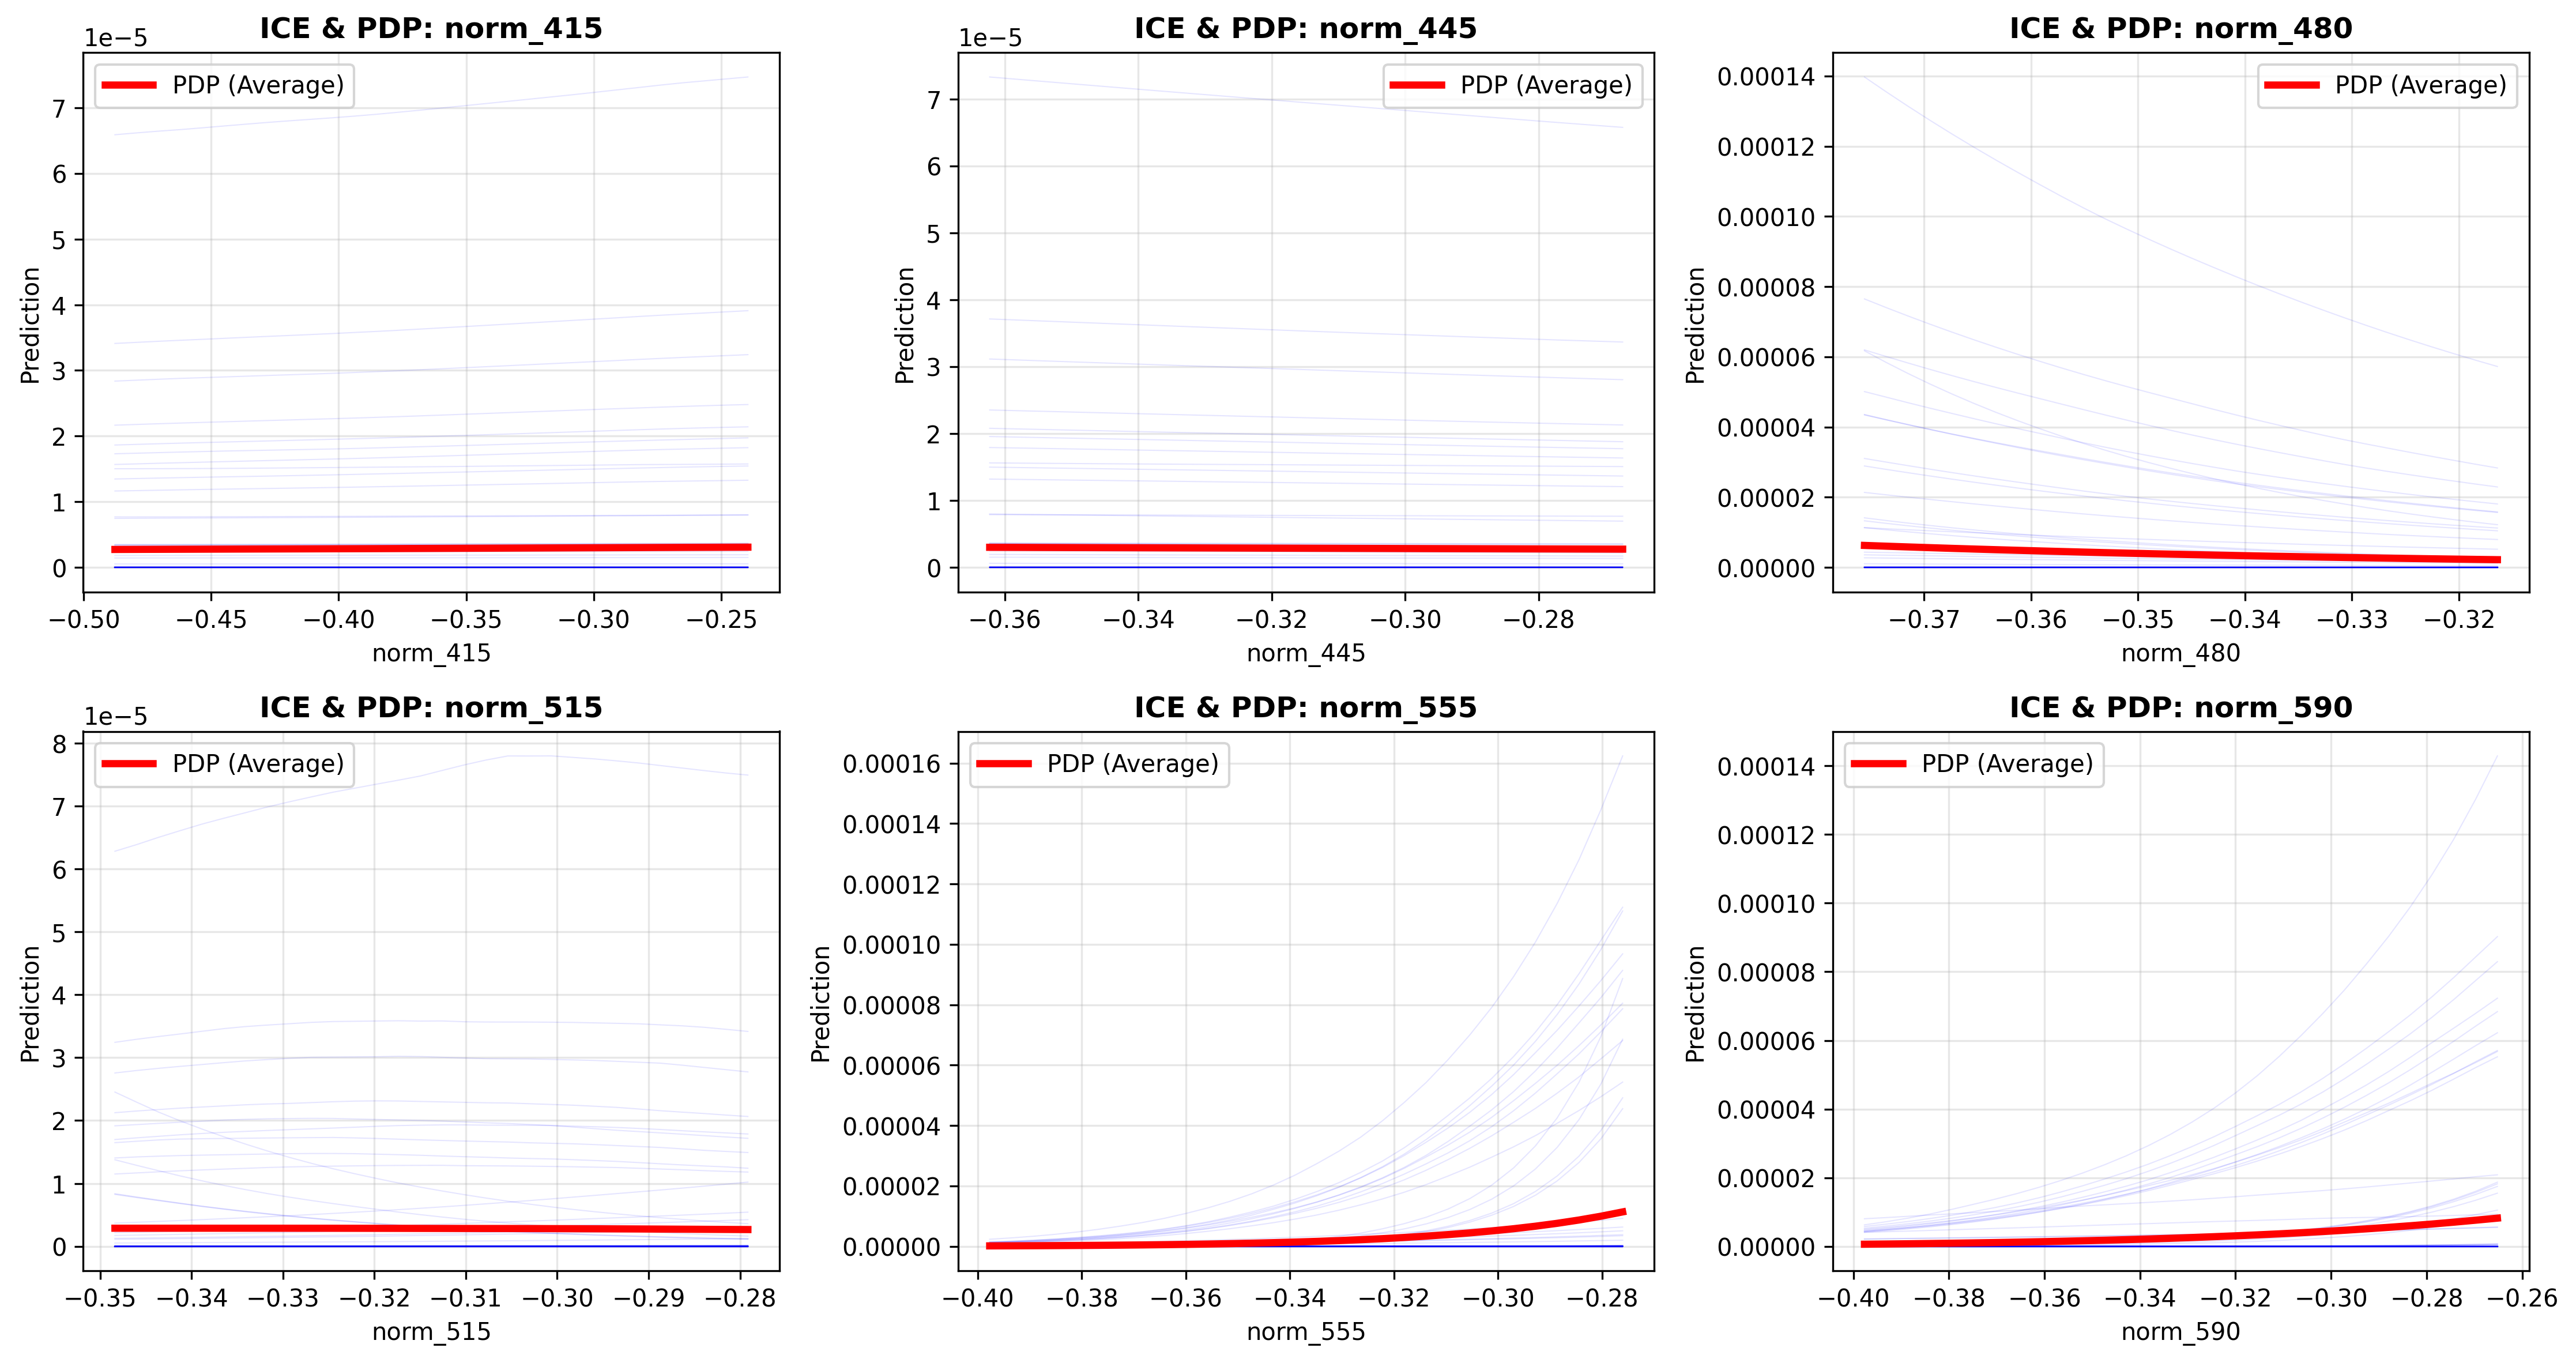 ICE & PDP: norm_415
1e−5
PDP (Average)
7
6
5
4
3
2
1
0
Prediction
−0.50 −0.45 −0.40 −0.35 −0.30 −0.25
norm_415
ICE & PDP: norm_445
1e−5
PDP (Average)
7
6
5
4
3
2
1
0
Prediction
−0.36 −0.34 −0.32 −0.30 −0.28
norm_445
ICE & PDP: norm_480
PDP (Average)
0.00014
0.00012
0.00010
0.00008
0.00006
0.00004
0.00002
0.00000
Prediction
−0.37 −0.36 −0.35 −0.34 −0.33 −0.32
norm_480
ICE & PDP: norm_515
1e−5
PDP (Average)
8
7
6
5
4
3
2
1
0
Prediction
−0.35 −0.34 −0.33 −0.32 −0.31 −0.30 −0.29 −0.28
norm_515
ICE & PDP: norm_555
PDP (Average)
0.00016
0.00014
0.00012
0.00010
0.00008
0.00006
0.00004
0.00002
0.00000
Prediction
−0.40 −0.38 −0.36 −0.34 −0.32 −0.30 −0.28
norm_555
ICE & PDP: norm_590
PDP (Average)
0.00014
0.00012
0.00010
0.00008
0.00006
0.00004
0.00002
0.00000
Prediction
−0.40 −0.38 −0.36 −0.34 −0.32 −0.30 −0.28 −0.26
norm_590